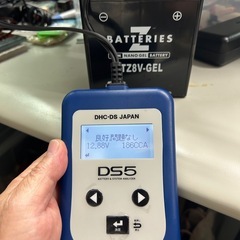 BATTERIES
NANO GEL BATTERY
TZ8V-GEL
DHC-DS JAPAN
良好問題なし
12.88V 186CCA
DS5
BATTERY & SYSTEM ANALYZER